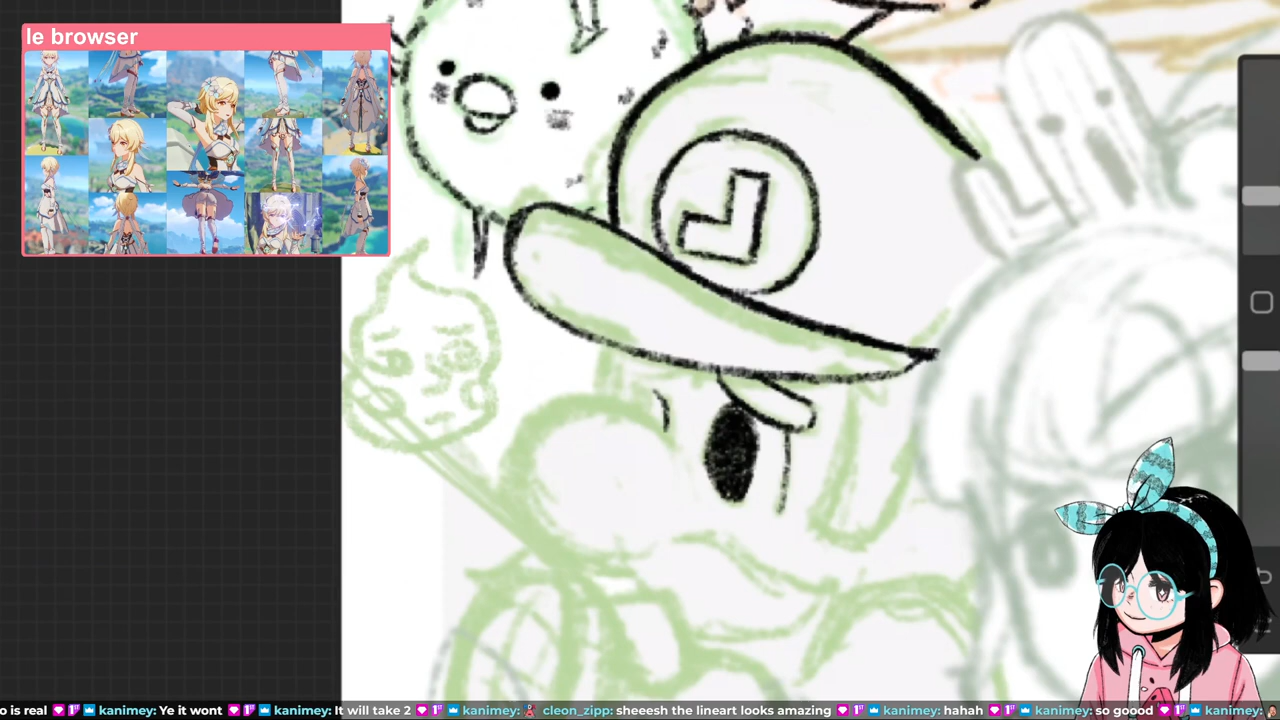 le browser
L
o is real kanimey: Ye it wont kanimey: It will take 2 kanimey: cleon_zipp: sheeesh the lineart looks amazing kanimey: hahah kanimey: so goood kanimey: